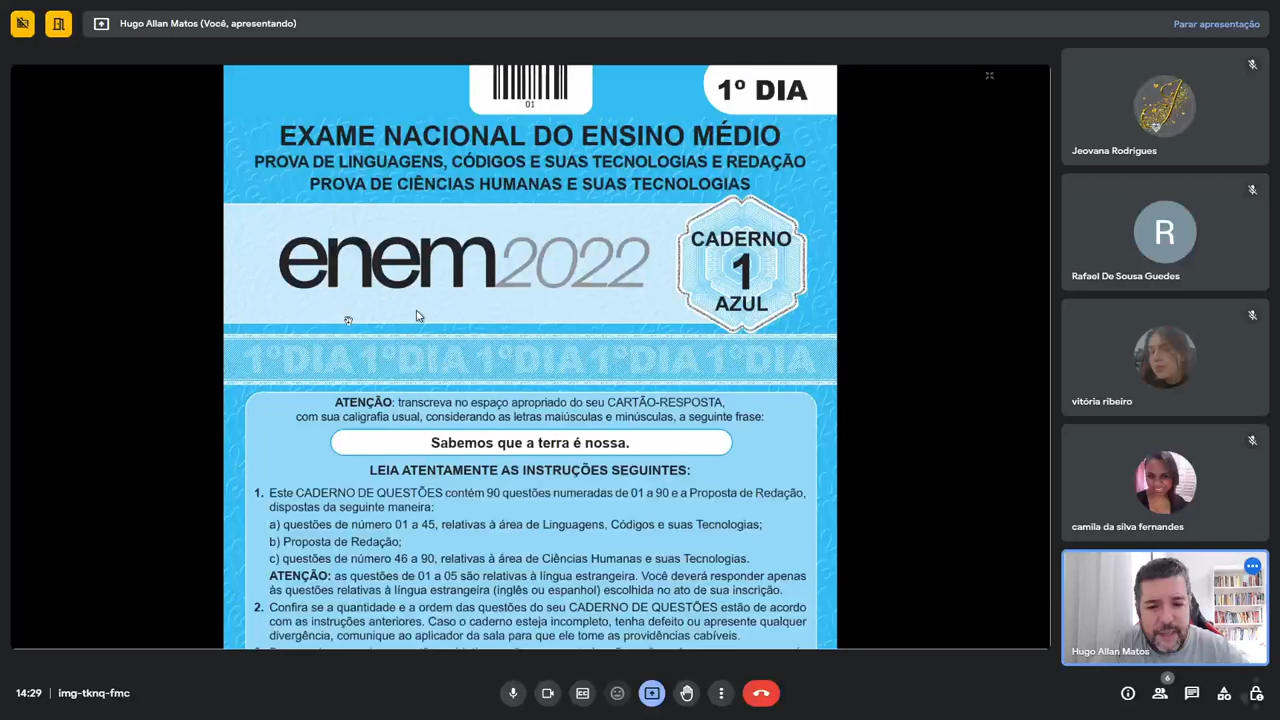 Hugo Allan Matos (Você, apresentando)
Parar apresentação
01
1º DIA
EXAME NACIONAL DO ENSINO MÉDIO
PROVA DE LINGUAGENS, CÓDIGOS E SUAS TECNOLOGIAS E REDAÇÃO
PROVA DE CIÊNCIAS HUMANAS E SUAS TECNOLOGIAS
enem2022
CADERNO
1
AZUL
1ºDIA 1ºDIA 1ºDIA 1ºDIA 1ºDIA
ATENÇÃO: transcreva no espaço apropriado do seu CARTÃO-RESPOSTA,
com sua caligrafia usual, considerando as letras maiúsculas e minúsculas, a seguinte frase:
Sabemos que a terra é nossa.
LEIA ATENTAMENTE AS INSTRUÇÕES SEGUINTES:
1. Este CADERNO DE QUESTÕES contém 90 questões numeradas de 01 a 90 e a Proposta de Redação,
dispostas da seguinte maneira:
a) questões de número 01 a 45, relativas à área de Linguagens, Códigos e suas Tecnologias;
b) Proposta de Redação;
c) questões de número 46 a 90, relativas à área de Ciências Humanas e suas Tecnologias.
ATENÇÃO: as questões de 01 a 05 são relativas à língua estrangeira. Você deverá responder apenas
às questões relativas à língua estrangeira (inglês ou espanhol) escolhida no ato de sua inscrição.
2. Confira se a quantidade e a ordem das questões do seu CADERNO DE QUESTÕES estão de acordo
com as instruções anteriores. Caso o caderno esteja incompleto, tenha defeito ou apresente qualquer
divergência, comunique ao aplicador da sala para que ele tome as providências cabíveis.
Jeovana Rodrigues
R
Rafael De Sousa Guedes
vitória ribeiro
camila da silva fernandes
Hugo Allan Matos
14:29
img-tknq-fmc
6